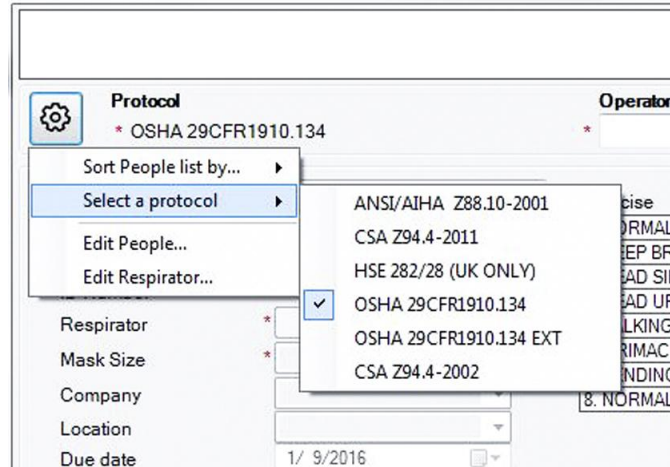 Protocol
Operator
* OSHA 29CFR1910.134
*
Sort People list by...
Select a protocol
Edit People...
Edit Respirator...
ANSI/AIHA Z88.10-2001
CSA Z94.4-2011
HSE 282/28 (UK ONLY)
OSHA 29CFR1910.134
OSHA 29CFR1910.134 EXT
CSA Z94.4-2002
Respirator *
Mask Size *
Company
Location
Due date 1/ 9/2016
8. NORMAL